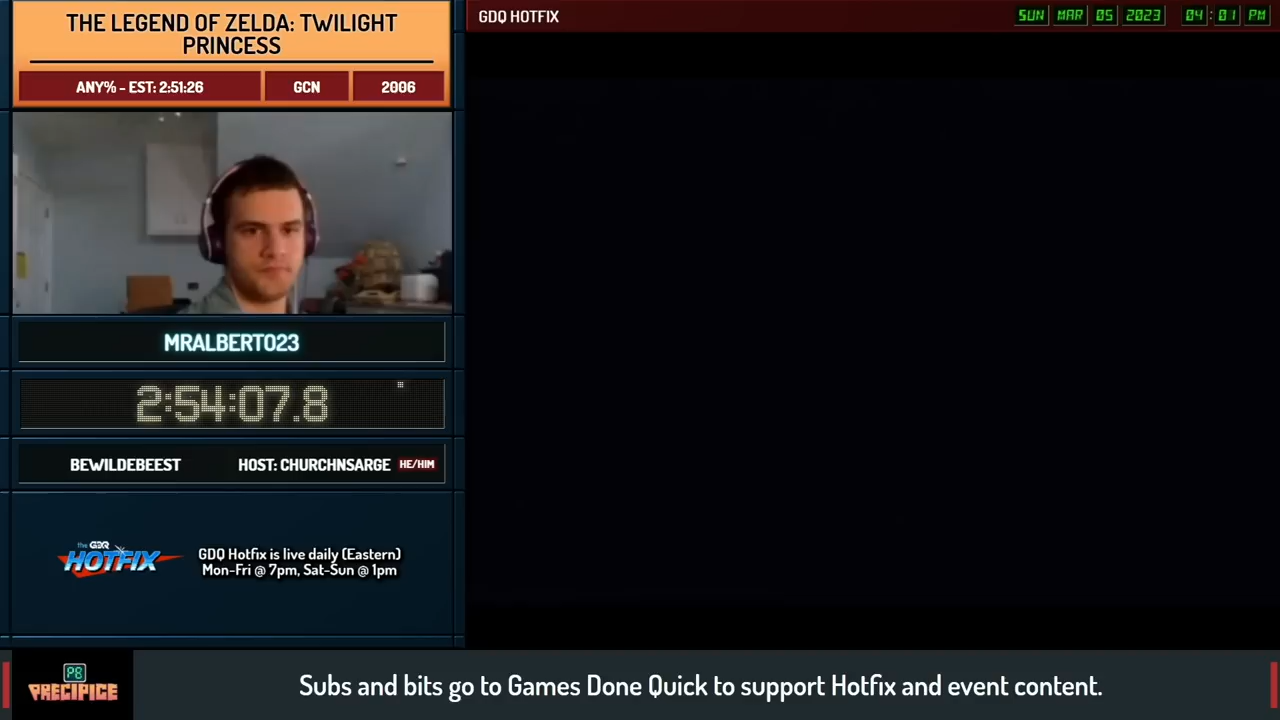 THE LEGEND OF ZELDA: TWILIGHT
PRINCESS
ANY% - EST: 2:51:26
GCN
2006
GDQ HOTFIX
SUN MAR 05 2023 04:01 PM
MRALBERTO23
2:54:07.8
BEWILDEBEEST
HOST: CHURCHNSARGE HE/HIM
the GDQ
HOTFIX
GDQ Hotfix is live daily (Eastern)
Mon-Fri @ 7pm, Sat-Sun @ 1pm
PB
PRECIPICE
Subs and bits go to Games Done Quick to support Hotfix and event content.